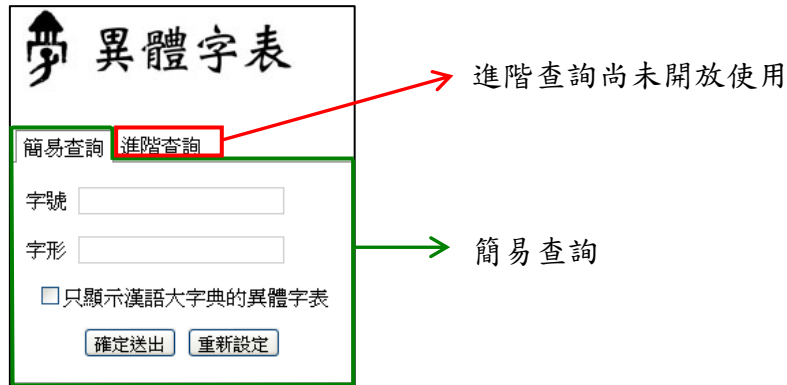 異體字表
進階查詢尚未開放使用
簡易查詢 進階查詢
字號
字形
簡易查詢
只顯示漢語大字典的異體字表
確定送出 重新設定